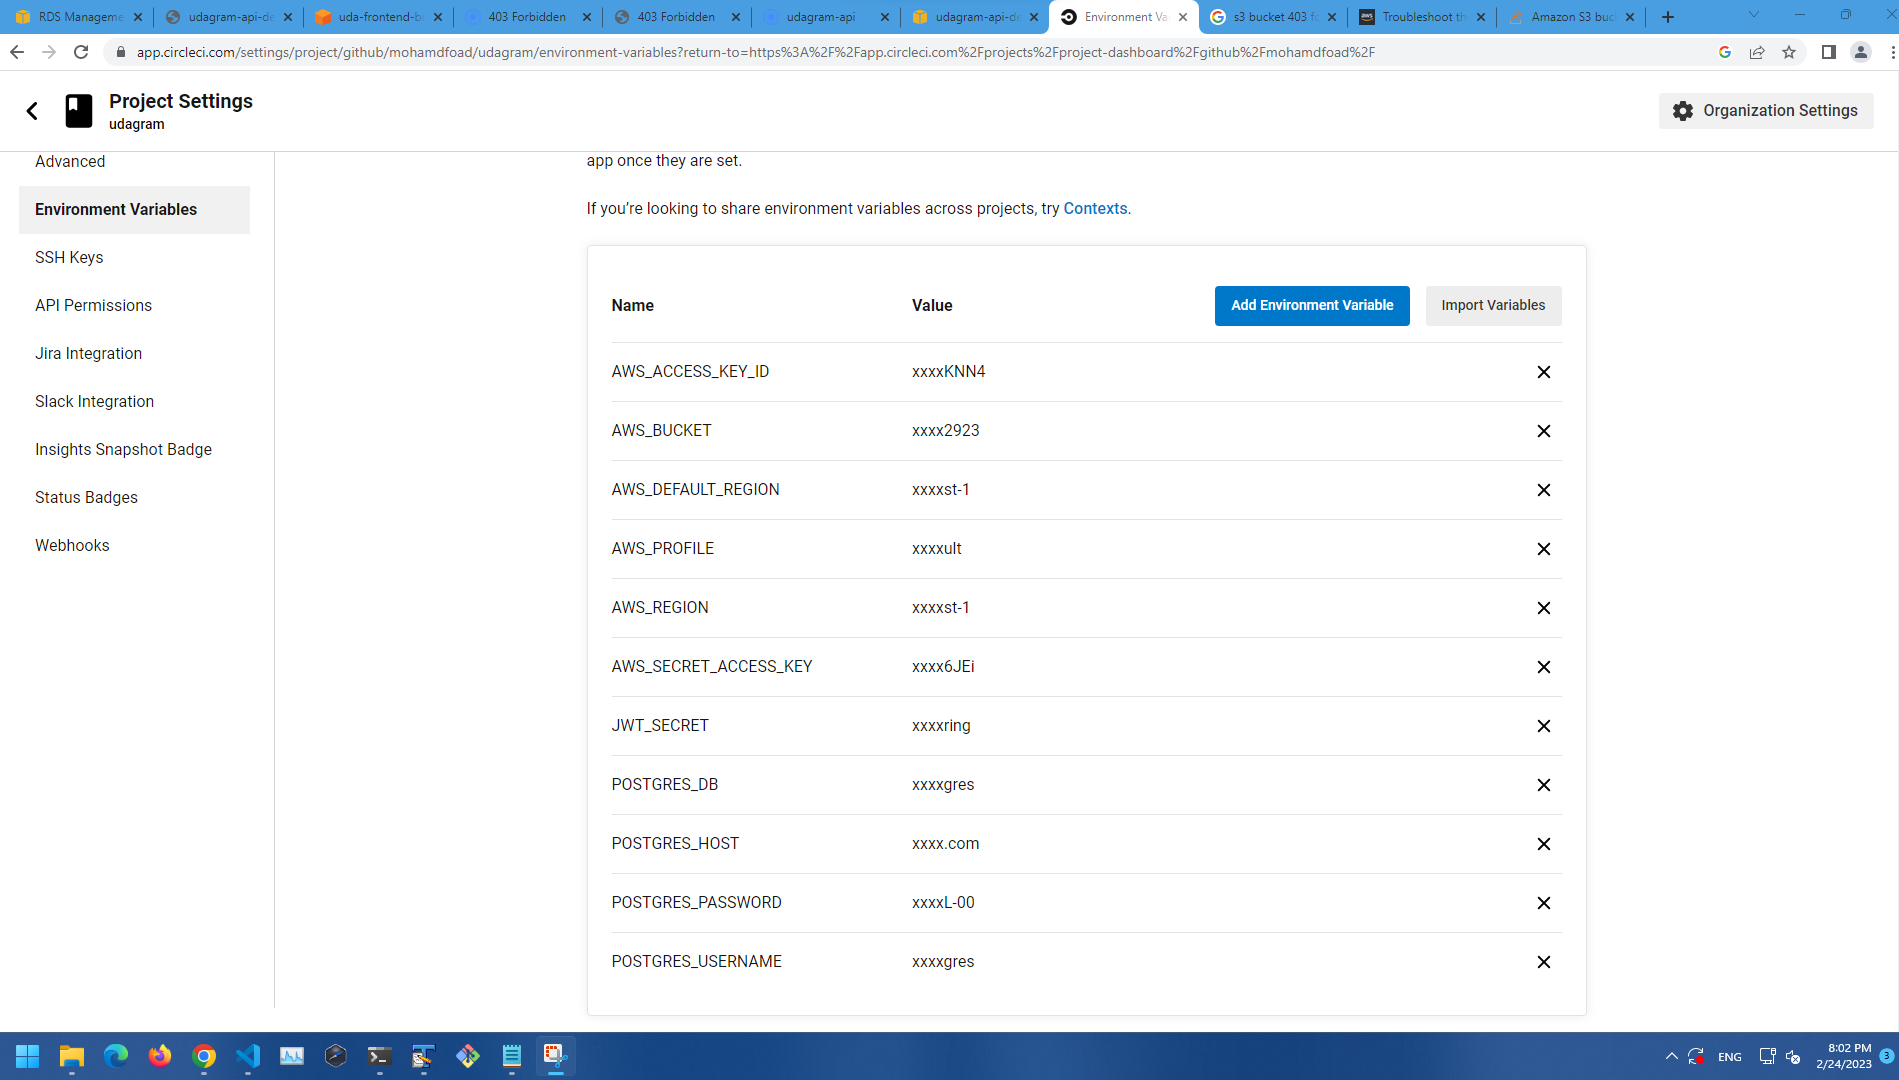 RDS Manageme
udagram-api-de
uda-frontend-b
403 Forbidden
403 Forbidden
udagram-api
udagram-api-d
Environment Va
s3 bucket 403 f
Troubleshoot th
Amazon S3 buc
app.circleci.com/settings/project/github/mohamdfoad/udagram/environment-variables?return-to=https%3A%2F%2Fapp.circleci.com%2Fprojects%2Fproject-dashboard%2Fgithub%2Fmohamdfoad%2F
Project Settings
udagram
Organization Settings
Advanced
Environment Variables
SSH Keys
API Permissions
Jira Integration
Slack Integration
Insights Snapshot Badge
Status Badges
Webhooks
app once they are set.
If you’re looking to share environment variables across projects, try Contexts.
Name Value Add Environment Variable Import Variables
AWS_ACCESS_KEY_ID xxxxKNN4
AWS_BUCKET xxxx2923
AWS_DEFAULT_REGION xxxxst-1
AWS_PROFILE xxxxult
AWS_REGION xxxxst-1
AWS_SECRET_ACCESS_KEY xxxx6JEi
JWT_SECRET xxxxring
POSTGRES_DB xxxxgres
POSTGRES_HOST xxxx.com
POSTGRES_PASSWORD xxxxL-00
POSTGRES_USERNAME xxxxgres
ENG
8:02 PM
2/24/2023
3